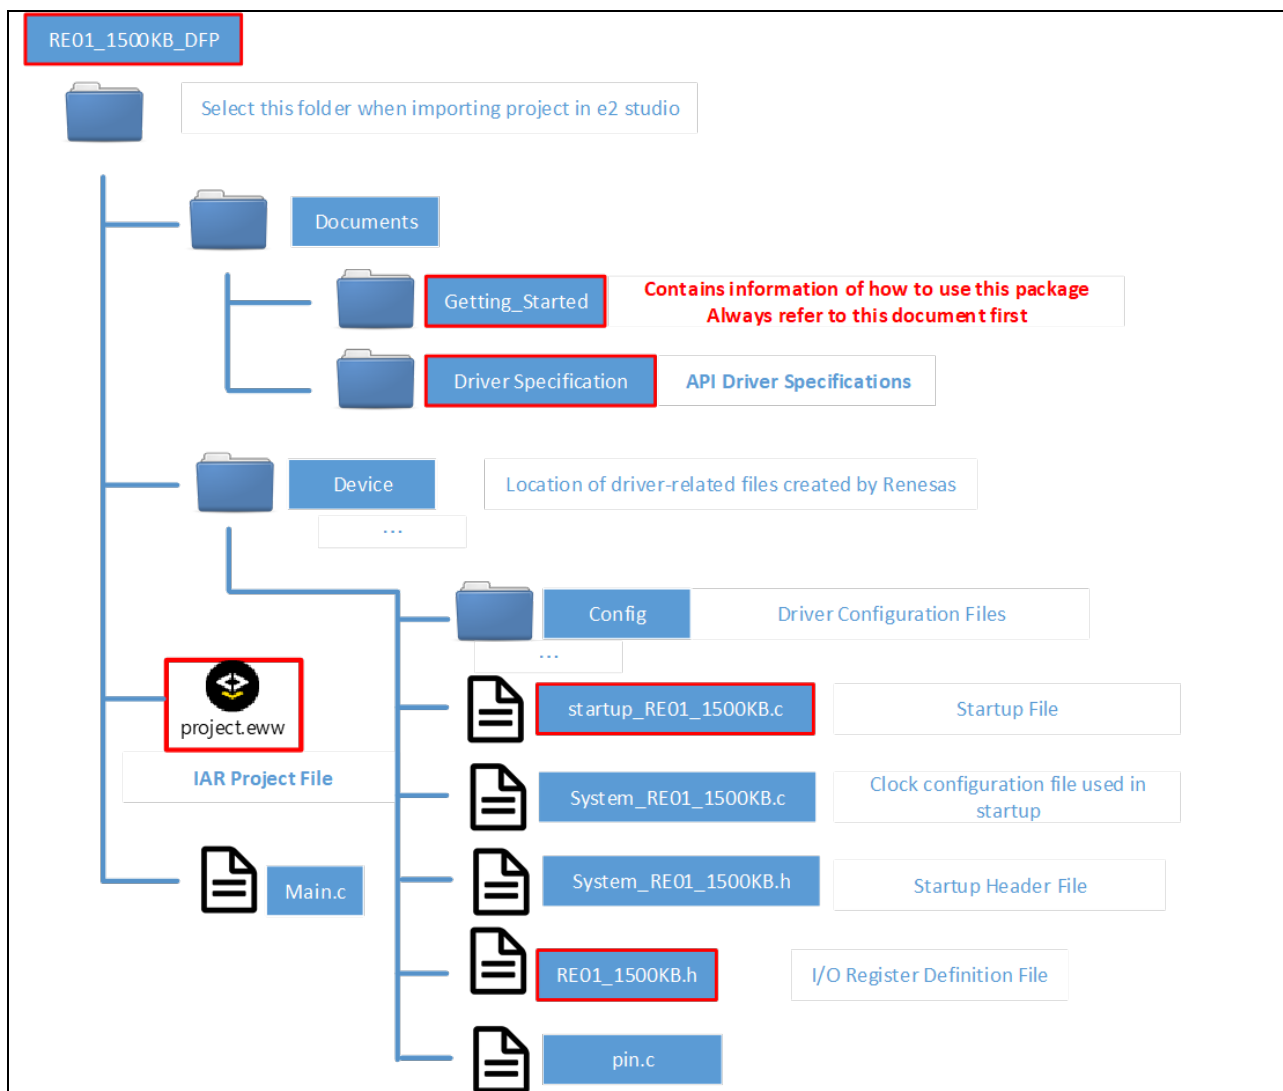 RE01_1500KB_DFP
Select this folder when importing project in e2 studio
Documents
Getting_Started
Contains information of how to use this package
Always refer to this document first
Driver Specification
API Driver Specifications
Device
Location of driver-related files created by Renesas
...
Config
Driver Configuration Files
...
project.eww
IAR Project File
startup_RE01_1500KB.c
Startup File
System_RE01_1500KB.c
Clock configuration file used in
startup
Main.c
System_RE01_1500KB.h
Startup Header File
RE01_1500KB.h
I/O Register Definition File
pin.c